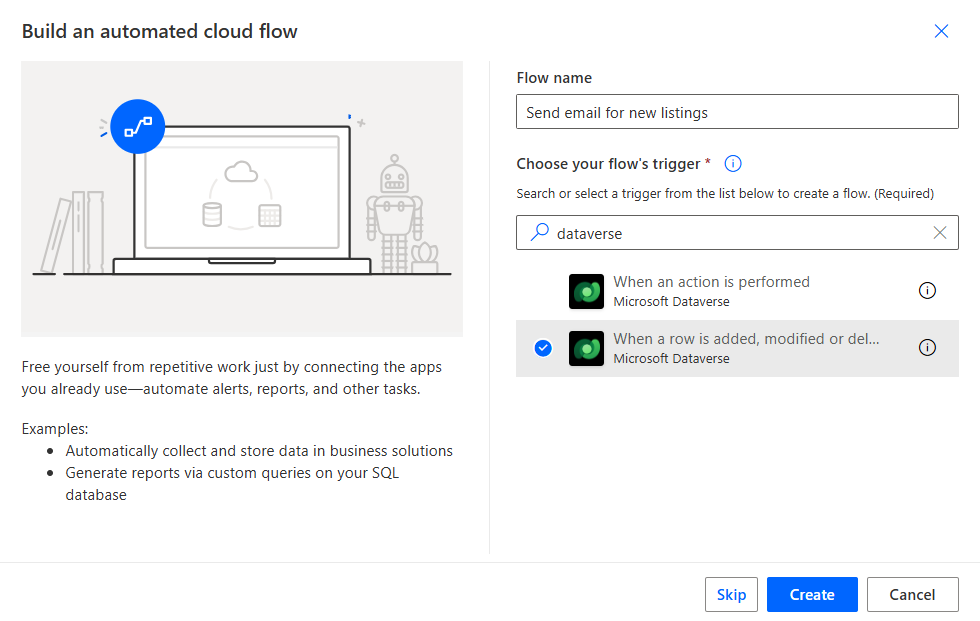 Build an automated cloud flow
Free yourself from repetitive work just by connecting the apps
you already use—automate alerts, reports, and other tasks.
Examples:
• Automatically collect and store data in business solutions
• Generate reports via custom queries on your SQL
database
Flow name
Send email for new listings
Choose your flow's trigger *
Search or select a trigger from the list below to create a flow. (Required)
dataverse
When an action is performed
Microsoft Dataverse
When a row is added, modified or del...
Microsoft Dataverse
Skip
Create
Cancel